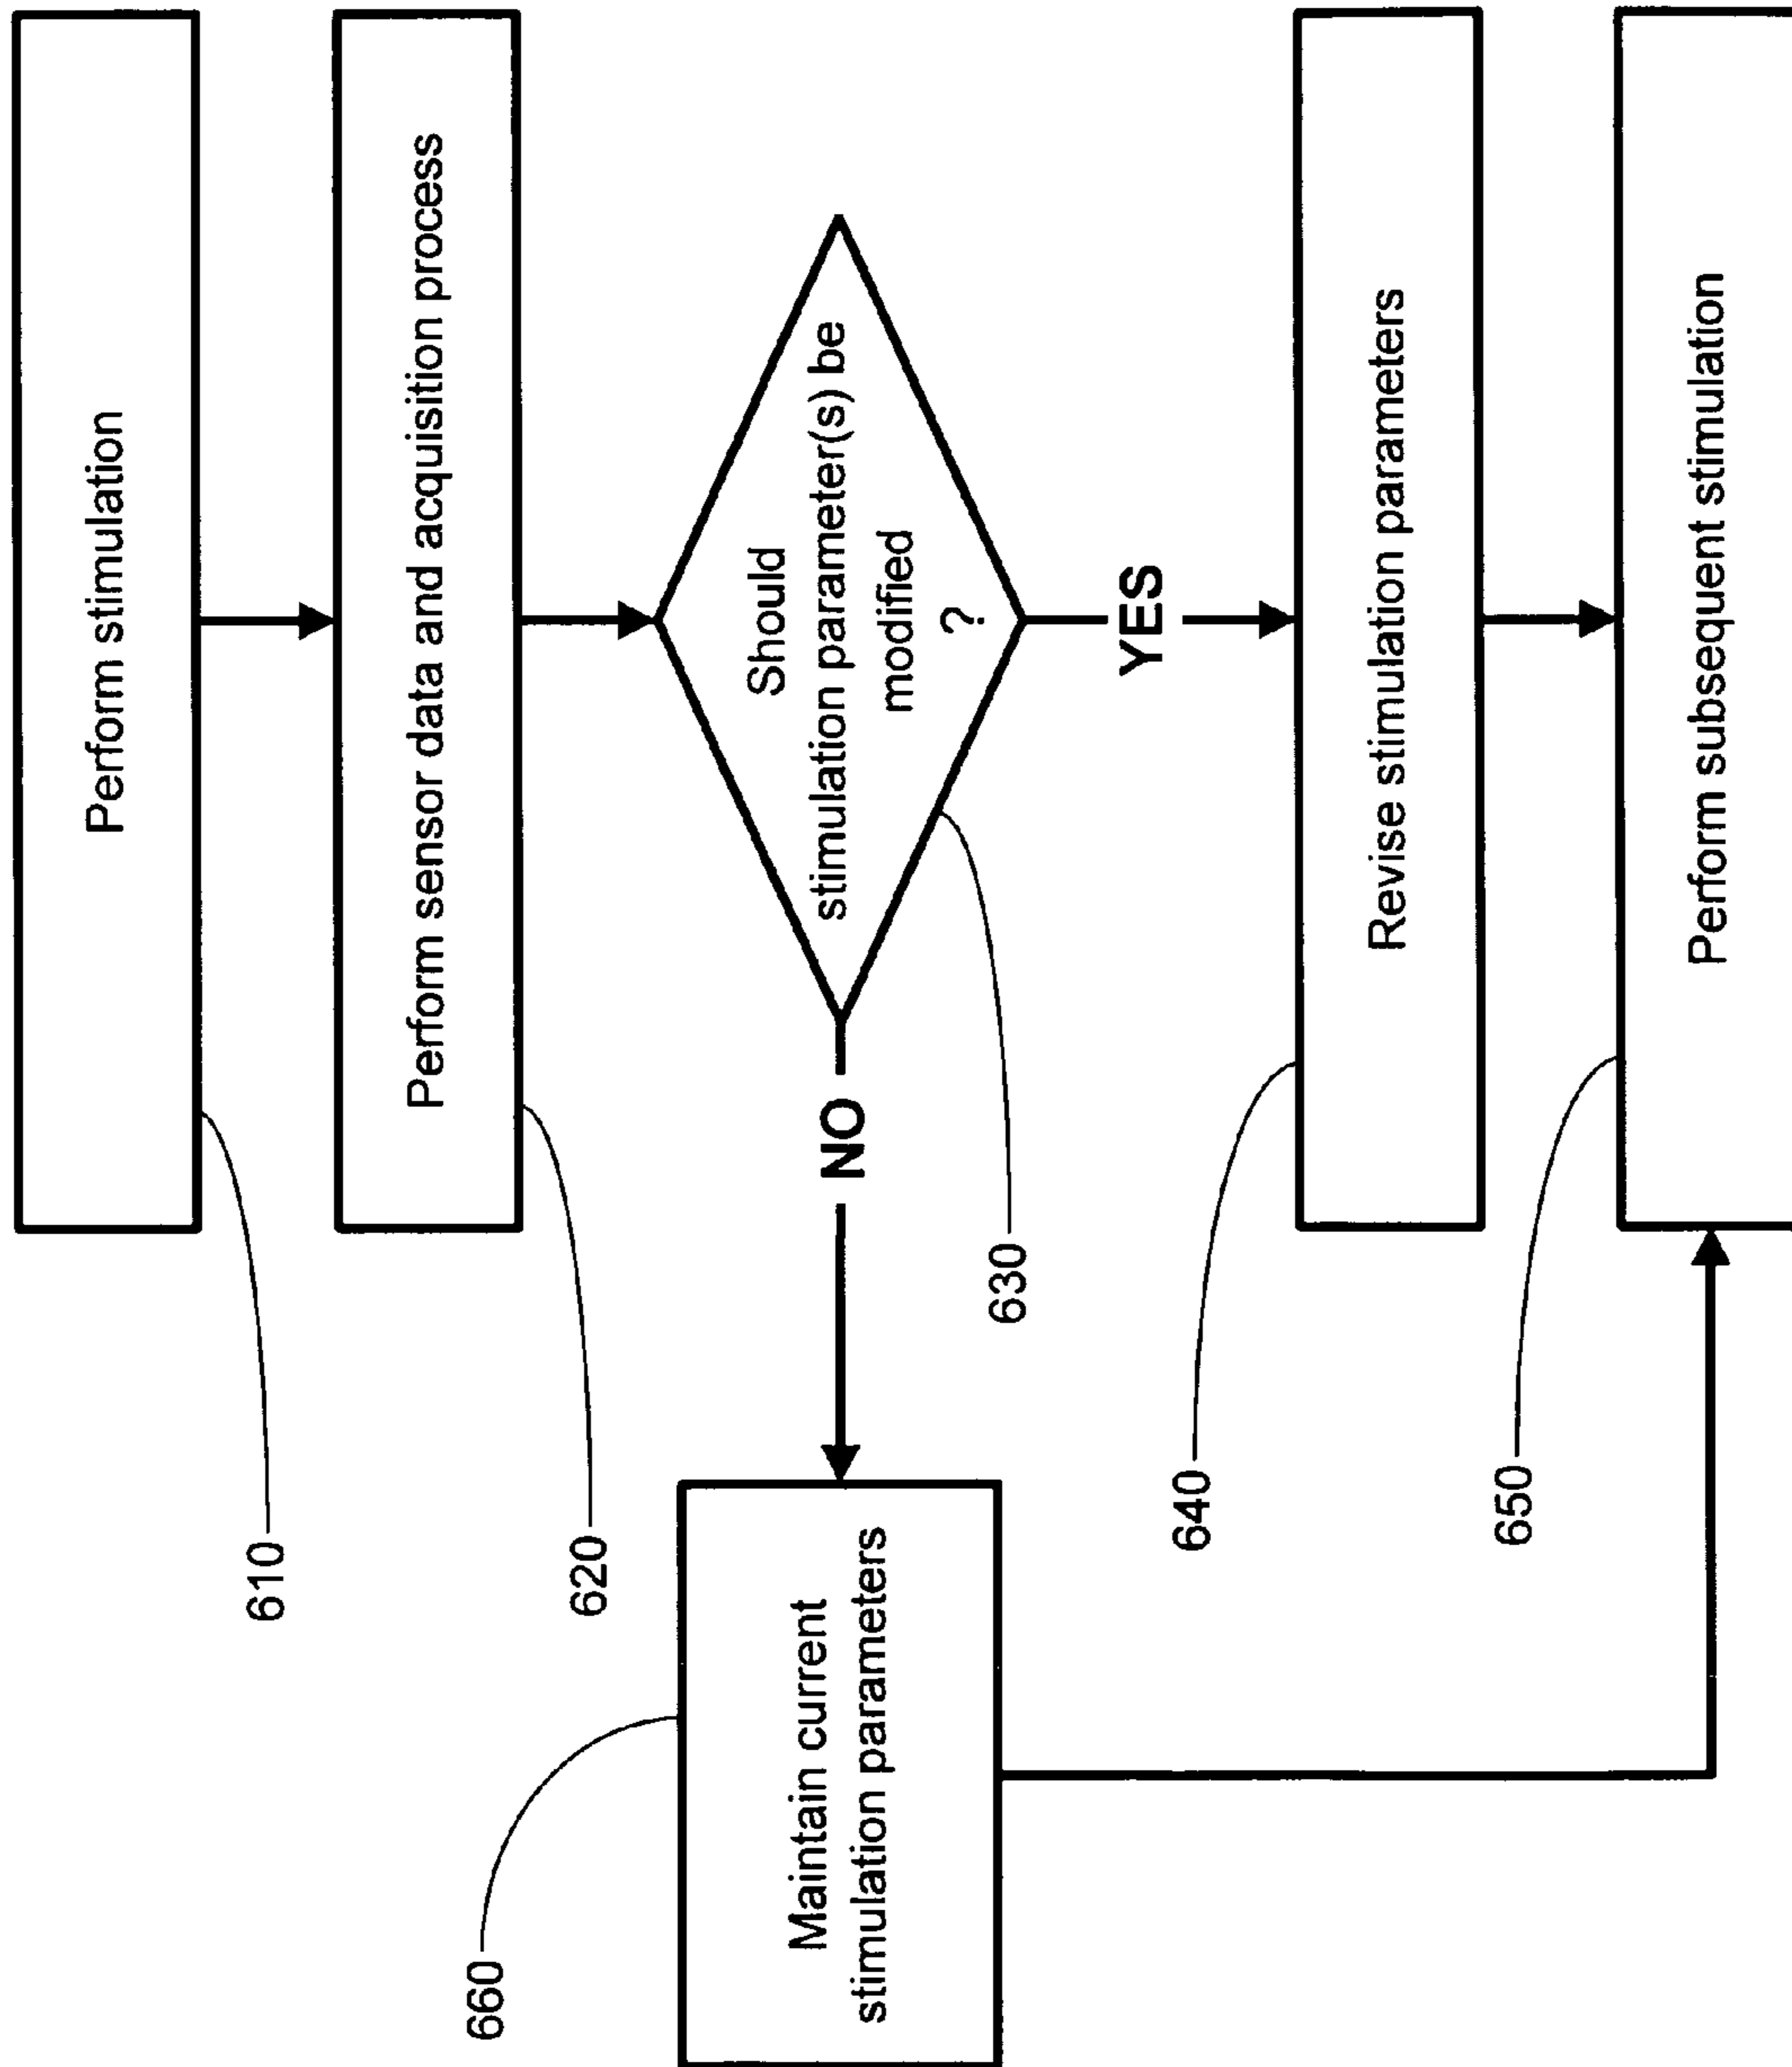 Perform stimulation
610
Perform sensor data and acquisition process
620
Should
stimulation parameter(s) be
modified
?
630
NO
YES
660
Maintain current
stimulation parameters
640
Revise stimulation parameters
650
Perform subsequent stimulation